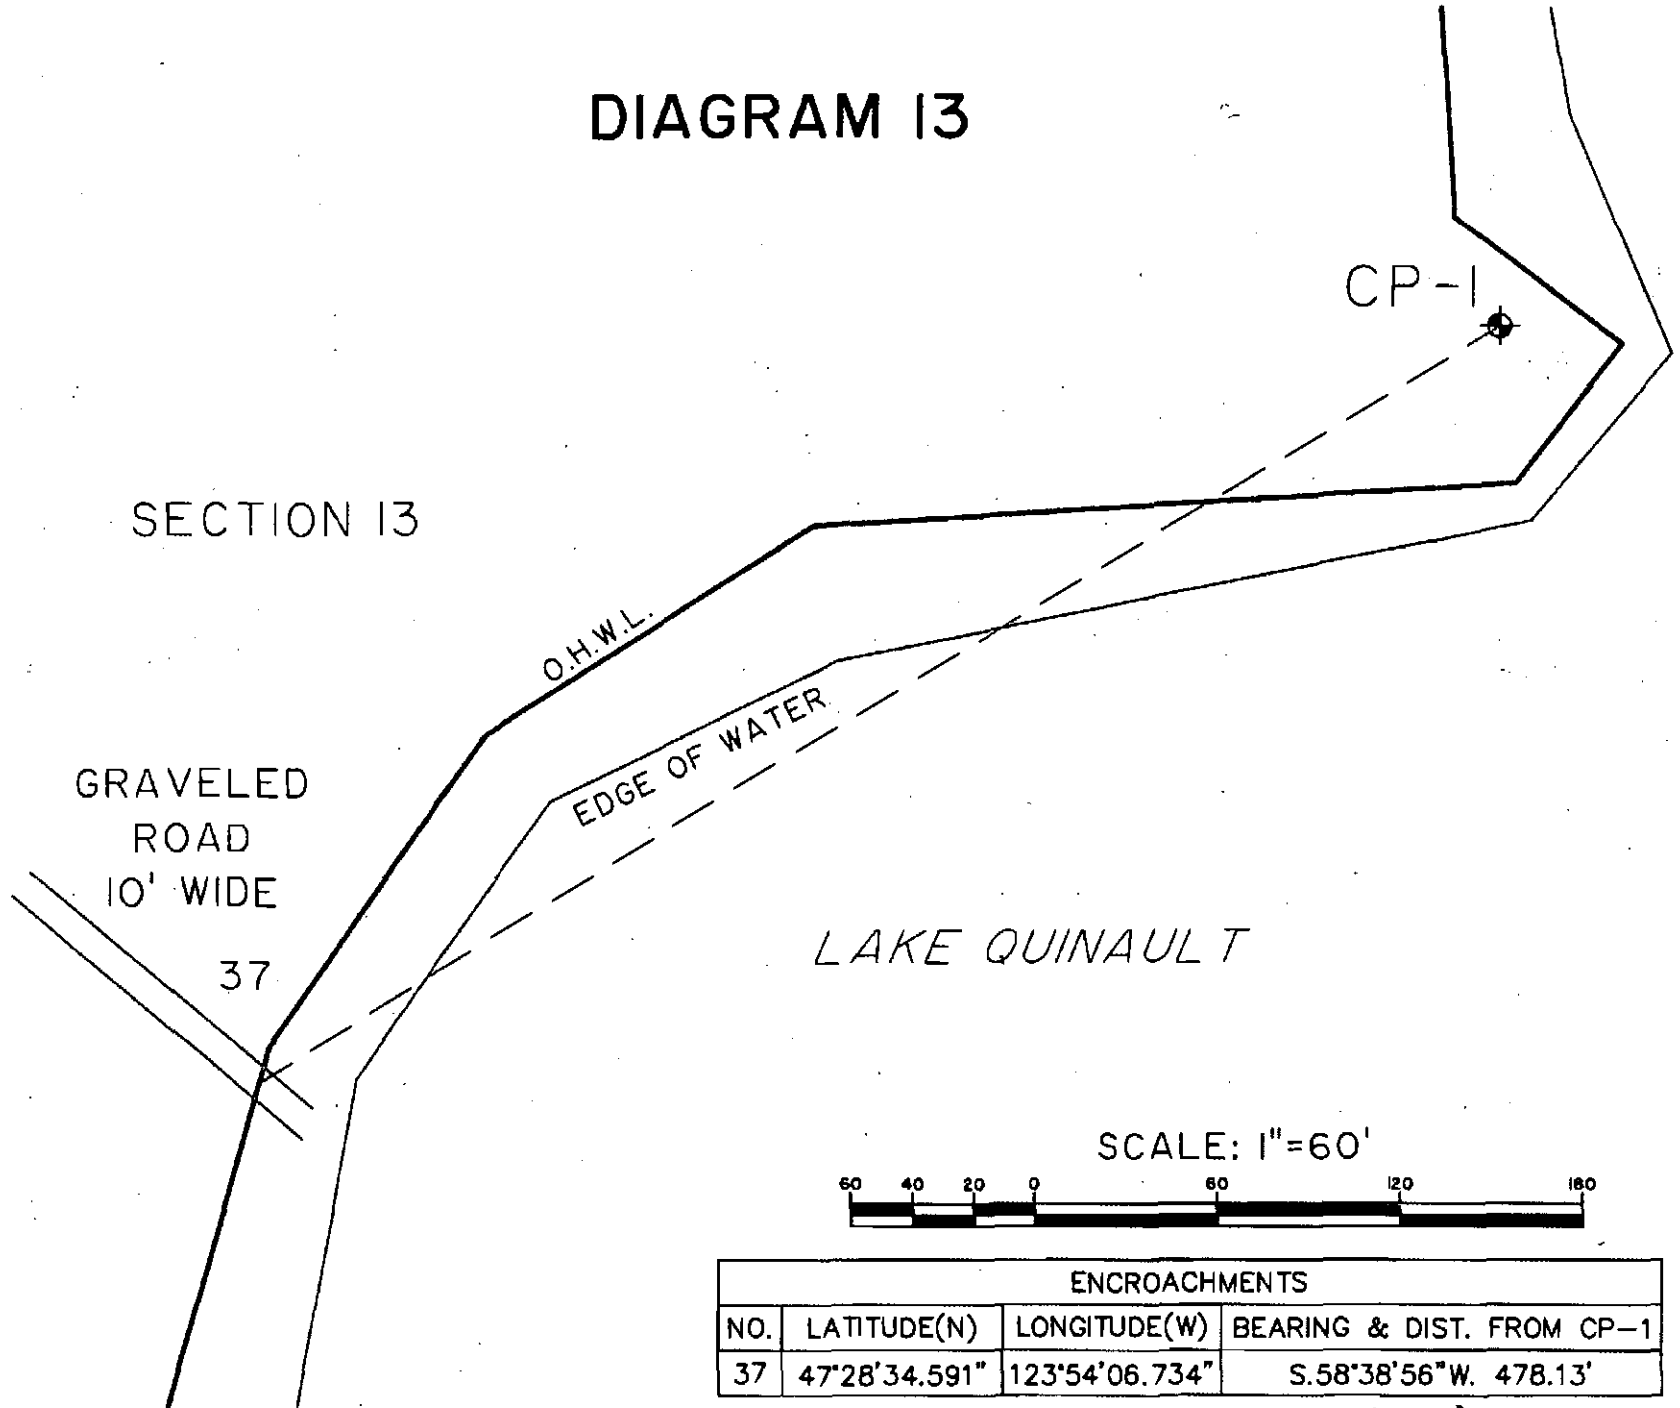 DIAGRAM 13
CP-1
SECTION 13
O.H.W.L.
EDGE OF WATER
GRAVELED
ROAD
10' WIDE
37
LAKE QUINAULT
SCALE: 1"=60'
60 40 20 0 60 120 180
ENCROACHMENTS
NO. LATITUDE(N) LONGITUDE(W) BEARING & DIST. FROM CP-1
37 47°28'34.591" 123°54'06.734" S.58°38'56"W. 478.13'